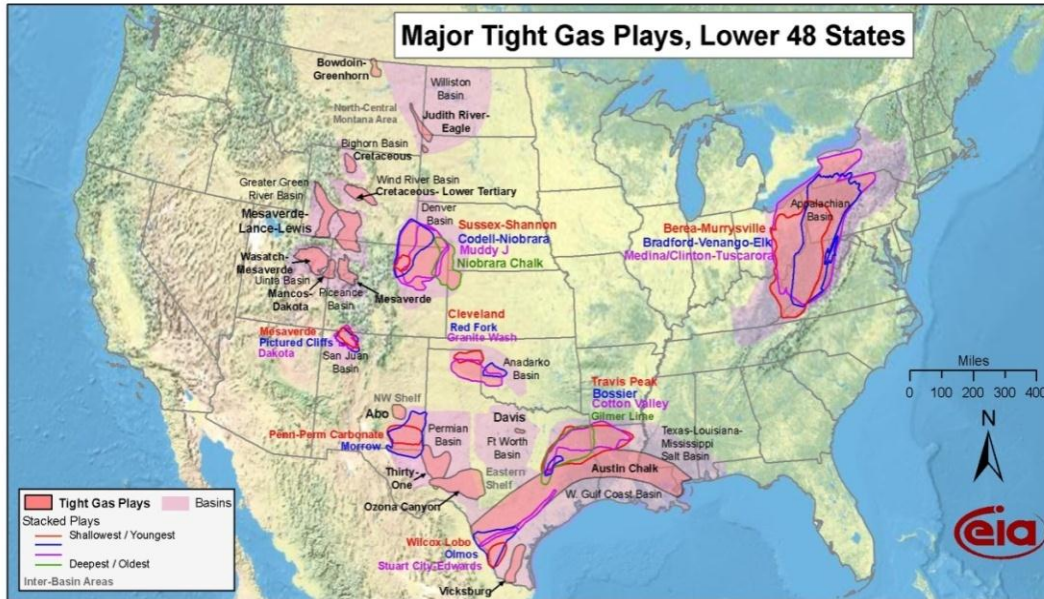 Major Tight Gas Plays, Lower 48 States
Bowdoin-
Greenhorn
Williston
Basin
North-Central
Montana Area
Judith River-
Eagle
Bighorn Basin
Cretaceous
Wind River Basin
Cretaceous- Lower Tertiary
Greater Green
River Basin
Mesaverde-
Lance-Lewis
Denver
Basin
Sussex-Shannon
Codell-Niobrara
Muddy J
Niobrara Chalk
Wasatch-
Mesaverde
Uinta Basin
Mancos-
Dakota
Piceance
Basin
Mesaverde
Appalachian
Basin
Berea-Murrysville
Bradford-Venango-Elk
Medina/Clinton-Tuscarora
Mesaverde
Pictured Cliffs
Dakota
San Juan
Basin
Cleveland
Red Fork
Granite Wash
Anadarko
Basin
Miles
0 100 200 300 400
N
NW Shelf
Abo
Penn-Perm Carbonate
Morrow
Permian
Basin
Davis
Ft Worth
Basin
Travis Peak
Bossier
Cotton Valley
Gilmer Lime
Texas-Louisiana-
Mississippi
Salt Basin
Thirty-
One
Ozona Canyon
Eastern
Shelf
Austin Chalk
W. Gulf Coast Basin
Wilcox-Lobo
Olmos
Stuart City-Edwards
Vicksburg
Tight Gas Plays
Basins
Stacked Plays
Shallowest / Youngest
Deepest / Oldest
Inter-Basin Areas
eia